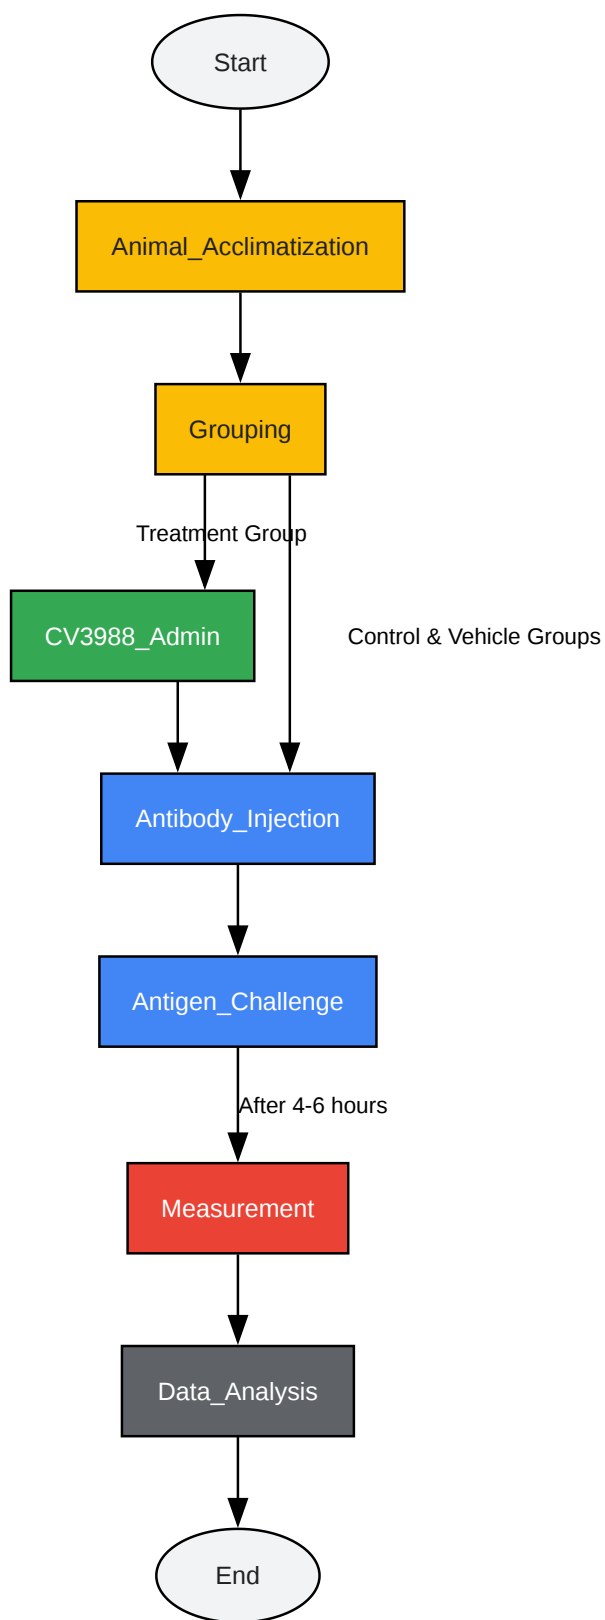 Start
Animal_Acclimatization
Grouping
Treatment Group
CV3988_Admin
Control & Vehicle Groups
Antibody_Injection
Antigen_Challenge
After 4-6 hours
Measurement
Data_Analysis
End